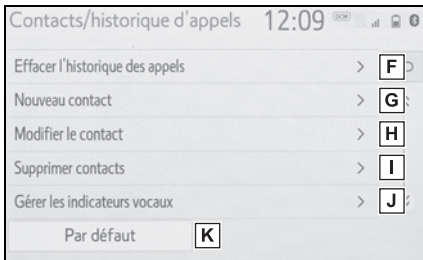 Contacts/historique d'appels 12:09 DCM
Effacer l'historique des appels > F
Nouveau contact > G
Modifier le contact > H
Supprimer contacts > I
Gérer les indicateurs vocaux > J
Par défaut K